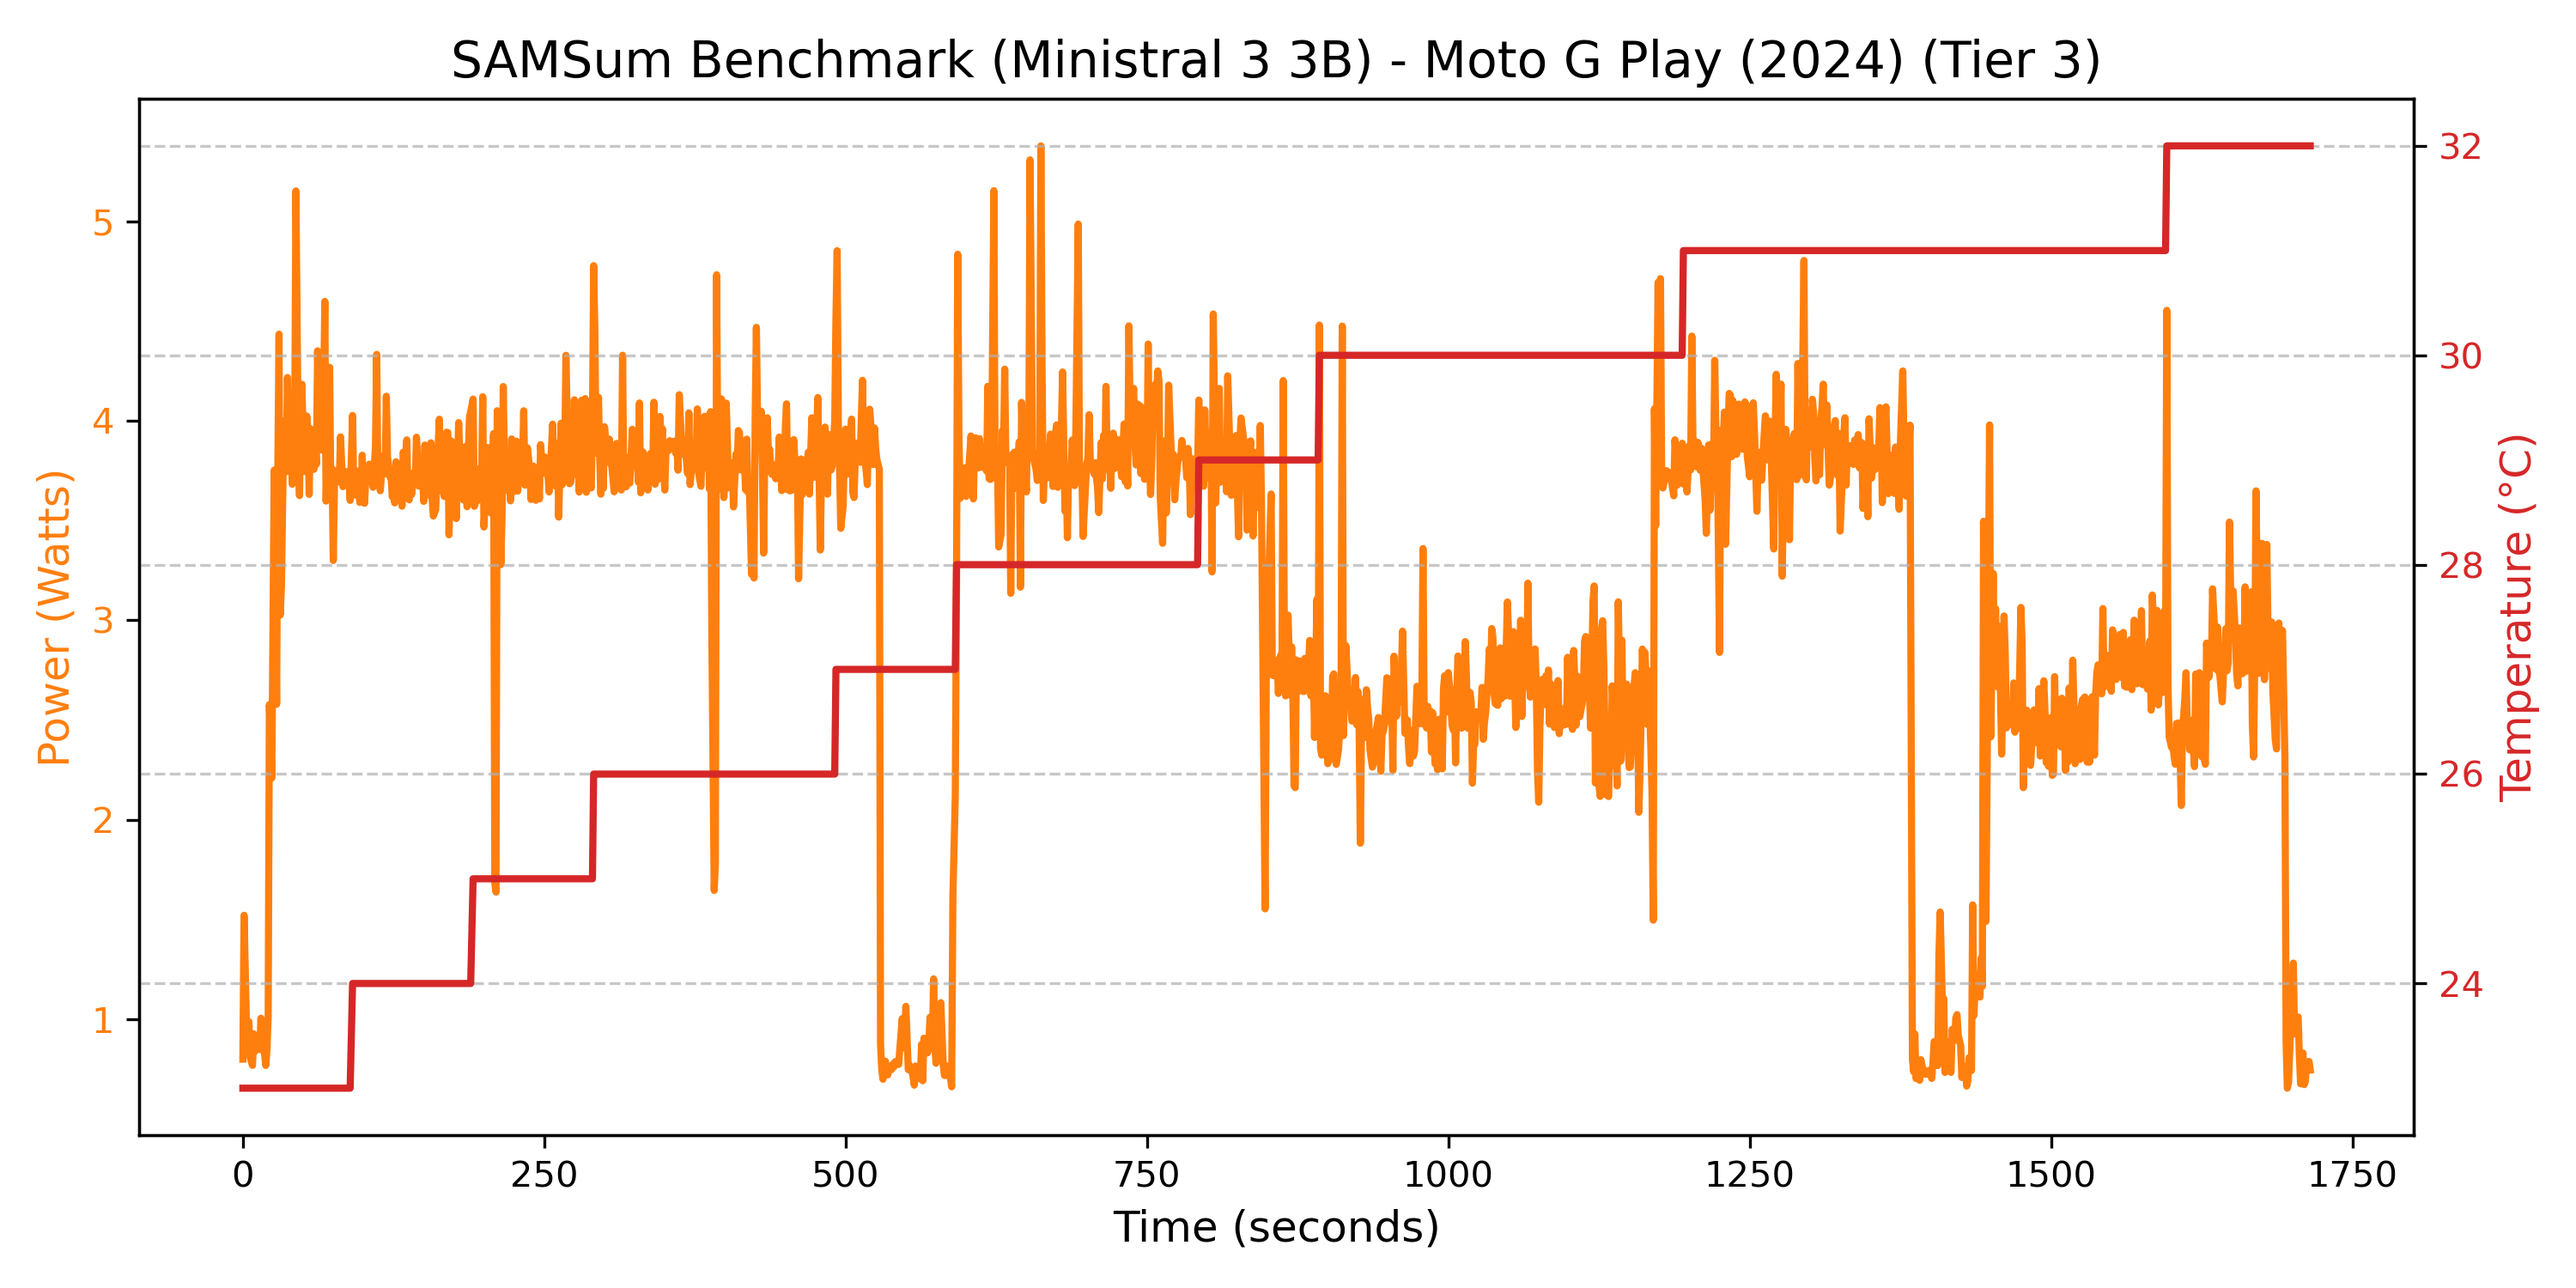 SAMSum Benchmark (Ministral 3 3B) - Moto G Play (2024) (Tier 3)
Power (Watts)
5
4
3
2
1
32
30
28
26
24
Temperature (°C)
0 250 500 750 1000 1250 1500 1750
Time (seconds)